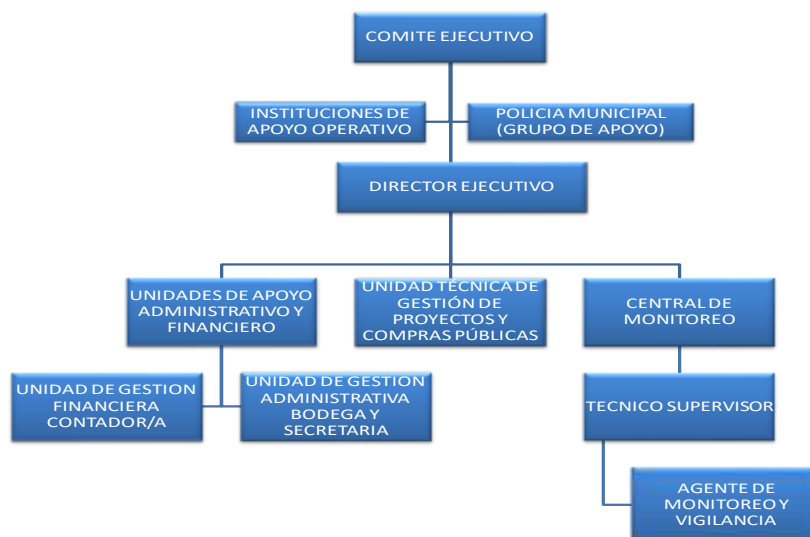 COMITE EJECUTIVO
INSTITUCIONES DE
APOYO OPERATIVO
POLICIA MUNICIPAL
(GRUPO DE APOYO)
DIRECTOR EJECUTIVO
UNIDADES DE APOYO
ADMINISTRATIVO Y
FINANCIERO
UNIDAD TÉCNICA DE
GESTIÓN DE
PROYECTOS Y
COMPRAS PÚBLICAS
CENTRAL DE
MONITOREO
UNIDAD DE GESTION
FINANCIERA
CONTADOR/A
UNIDAD DE GESTION
ADMINISTRATIVA
BODEGA Y
SECRETARIA
TECNICO SUPERVISOR
AGENTE DE
MONITOREO Y
VIGILANCIA